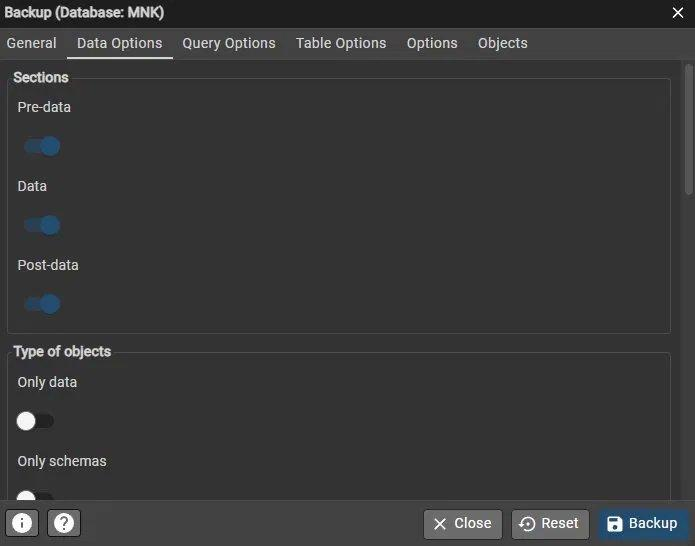 Backup (Database: MNK)
General Data Options Query Options Table Options Options Objects
Sections
Pre-data
Data
Post-data
Type of objects
Only data
Only schemas
Close Reset Backup